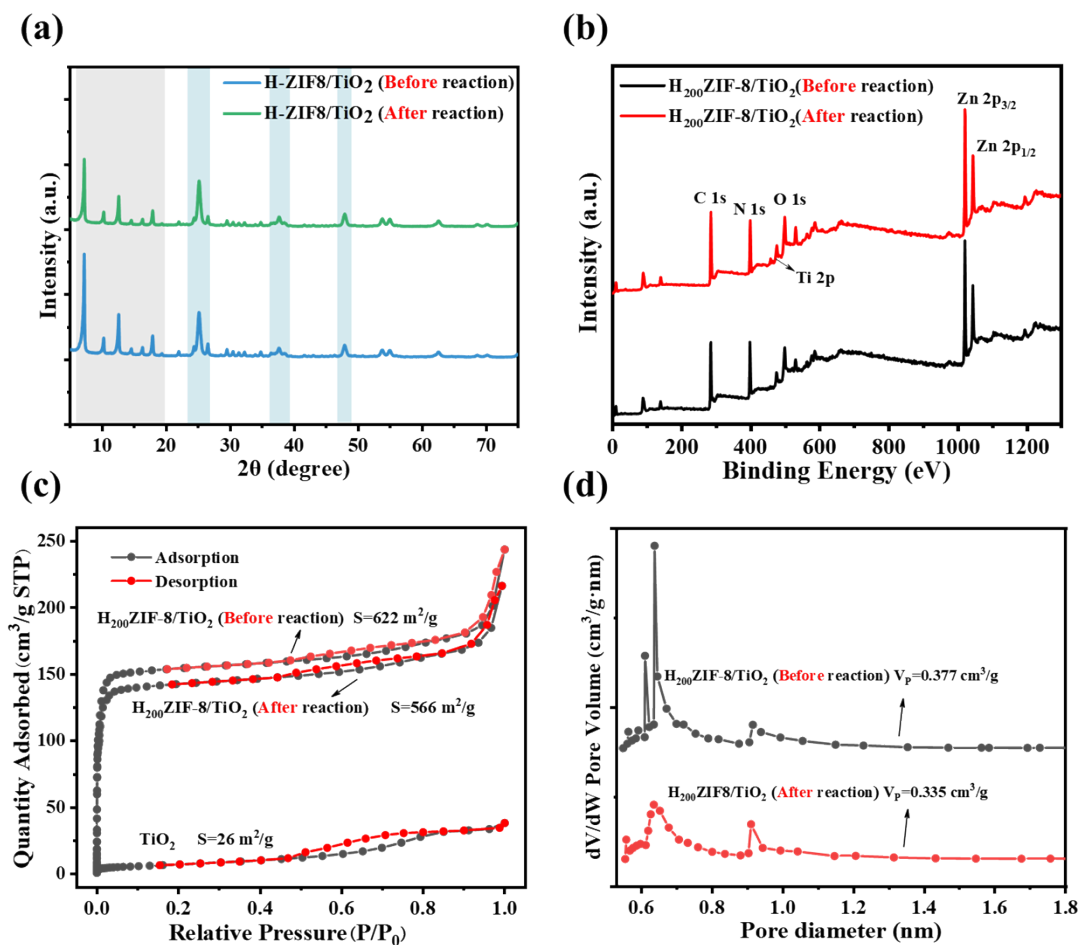 (a)
H-ZIF8/TiO₂ (Before reaction)
H-ZIF8/TiO₂ (After reaction)
Intensity (a.u.)
10 20 30 40 50 60 70
2θ (degree)
(b)
H₂₀₀ZIF-8/TiO₂(Before reaction)
H₂₀₀ZIF-8/TiO₂(After reaction)
Zn 2p₃/₂
Zn 2p₁/₂
C 1s
N 1s
O 1s
Ti 2p
Intensity (a.u.)
0 200 400 600 800 1000 1200
Binding Energy (eV)
(c)
Adsorption
Desorption
H₂₀₀ZIF-8/TiO₂ (Before reaction) S=622 m²/g
H₂₀₀ZIF-8/TiO₂ (After reaction) S=566 m²/g
TiO₂ S=26 m²/g
Quantity Adsorbed (cm³/g STP)
250
200
150
100
50
0
0.0 0.2 0.4 0.6 0.8 1.0
Relative Pressure (P/P₀)
(d)
H₂₀₀ZIF-8/TiO₂ (Before reaction) Vₚ=0.377 cm³/g
H₂₀₀ZIF8/TiO₂ (After reaction) Vₚ=0.335 cm³/g
dV/dW Pore Volume (cm³/g·nm)
0.6 0.8 1.0 1.2 1.4 1.6 1.8
Pore diameter (nm)